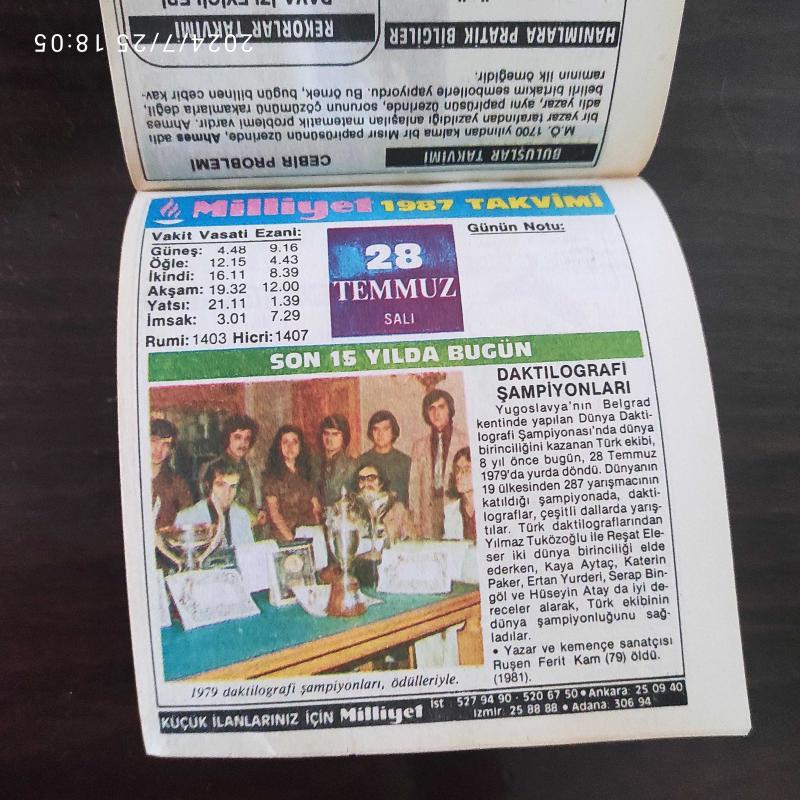 2024/7/25 18:05
DAVA İZLEYİCİLERİ
REKORLAR TAKVİMİ
HANIMLARA PRATİK BİLGİLER
BULUŞLAR TAKVİMİ
CEBİR PROBLEMİ
M.Ö. 1700 yılından kalma bir Mısır papirüsünün üzerinde, Ahmes adlı
bir yazar tarafından yazıldığı anlaşılan matematik problemi vardır. Ahmes
adlı yazar, aynı papirüsün üzerinde, sorunun çözümünü rakamlarla değil,
belirli birtakım sembollerle yapıyordu. Bu örnek, bugün bilinen cebir kav-
ramının ilk örneğidir.
Milliyet 1987 TAKVİMİ
Vakit Vasati Ezani:
Güneş: 4.48 9.16
Öğle: 12.15 4.43
İkindi: 16.11 8.39
Akşam: 19.32 12.00
Yatsı: 21.11 1.39
İmsak: 3.01 7.29
Rumi: 1403 Hicri: 1407
28
TEMMUZ
SALI
Günün Notu:
SON 15 YILDA BUGÜN
DAKTILOGRAFI
ŞAMPİYONLARI
Yugoslavya'nın Belgrad
kentinde yapılan Dünya Dakti-
lografi Şampiyonası'nda dünya
birinciliğini kazanan Türk ekibi,
8 yıl önce bugün, 28 Temmuz
1979'da yurda döndü. Dünyanın
19 ülkesinden 287 yarışmacının
katıldığı şampiyonada, dakti-
lograflar, çeşitli dallarda yarış-
tılar. Türk daktilograflarından
Yılmaz Tuközoğlu ile Reşat Ele-
ser iki dünya birinciliği elde
ederken, Kaya Aytaç, Katerin
Paker, Ertan Yurderi, Serap Bin-
göl ve Hüseyin Atay da iyi de-
receler alarak, Türk ekibinin
dünya şampiyonluğunu sağ-
ladılar.
• Yazar ve kemençe sanatçısı
Ruşen Ferit Kam (79) öldü.
(1981).
1979 daktilografi şampiyonları, ödülleriyle.
KÜÇÜK İLANLARINIZ İÇİN Milliyet İst 527 94 90 - 520 67 50 • Ankara: 25 09 40
İzmir: 25 88 88 • Adana: 306 94